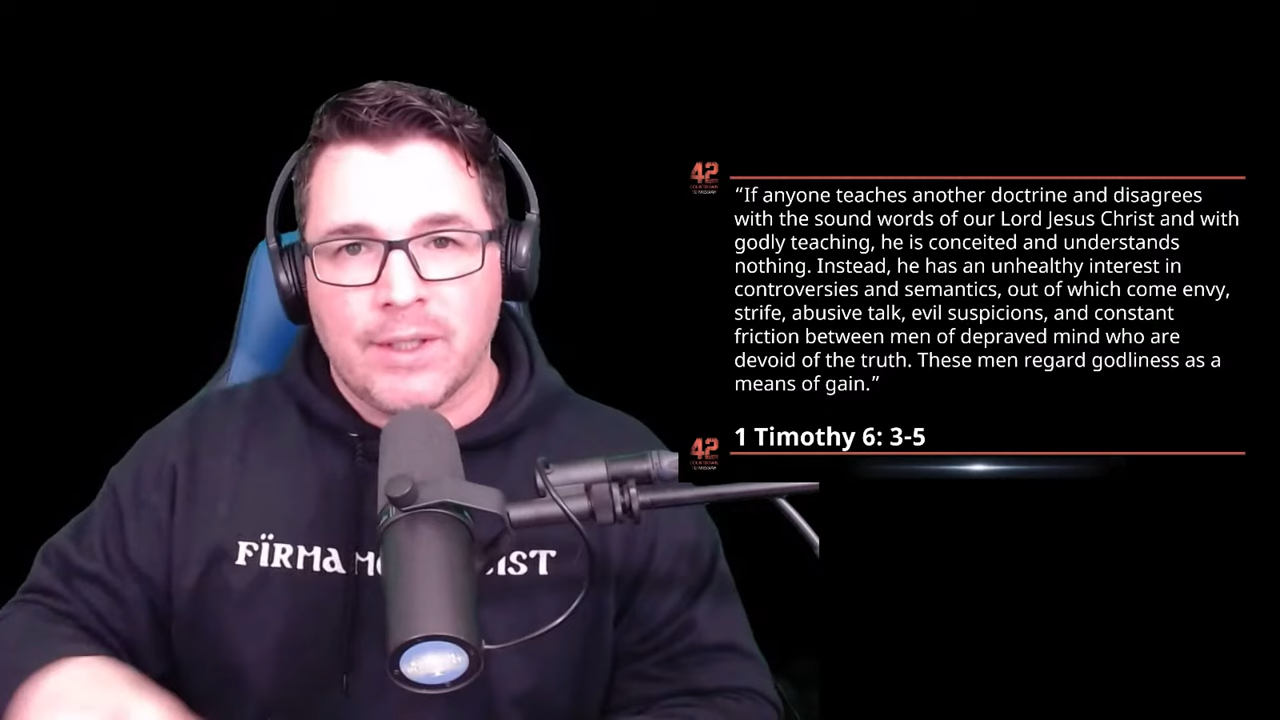 42
“If anyone teaches another doctrine and disagrees
with the sound words of our Lord Jesus Christ and with
godly teaching, he is conceited and understands
nothing. Instead, he has an unhealthy interest in
controversies and semantics, out of which come envy,
strife, abusive talk, evil suspicions, and constant
friction between men of depraved mind who are
devoid of the truth. These men regard godliness as a
means of gain.”
42
1 Timothy 6: 3-5